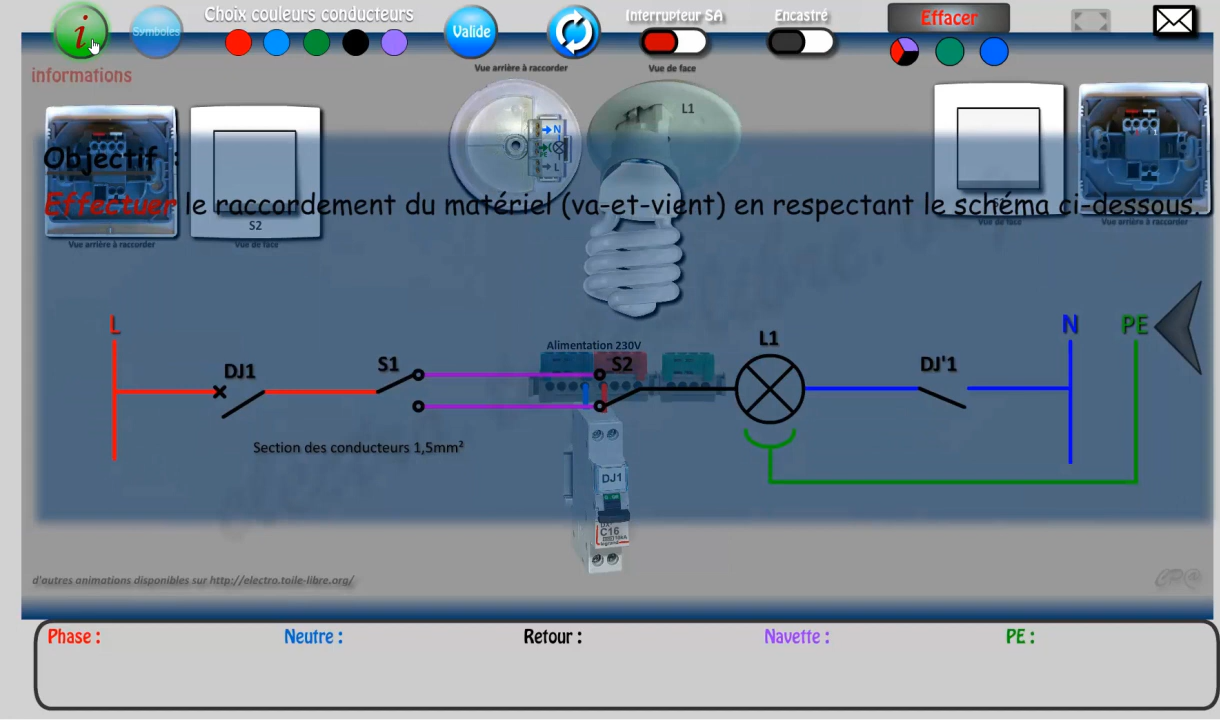 i
Symboles
Choix couleurs conducteurs
Valide
Interrupteur SA
Encastré
Effacer
informations
Vue arrière à raccorder
Vue de face
L1
N
PE
L
Objectif :
Effectuer le raccordement du matériel (va-et-vient) en respectant le schéma ci-dessous.
S2
Vue arrière à raccorder
Vue de face
Vue de face
Vue arrière à raccorder
L
N
PE
Alimentation 230V
L1
DJ1
S1
S2
DJ'1
Section des conducteurs 1,5mm²
DJ1
C16
d'autres animations disponibles sur http://electro.toile-libre.org/
Phase :
Neutre :
Retour :
Navette :
PE :